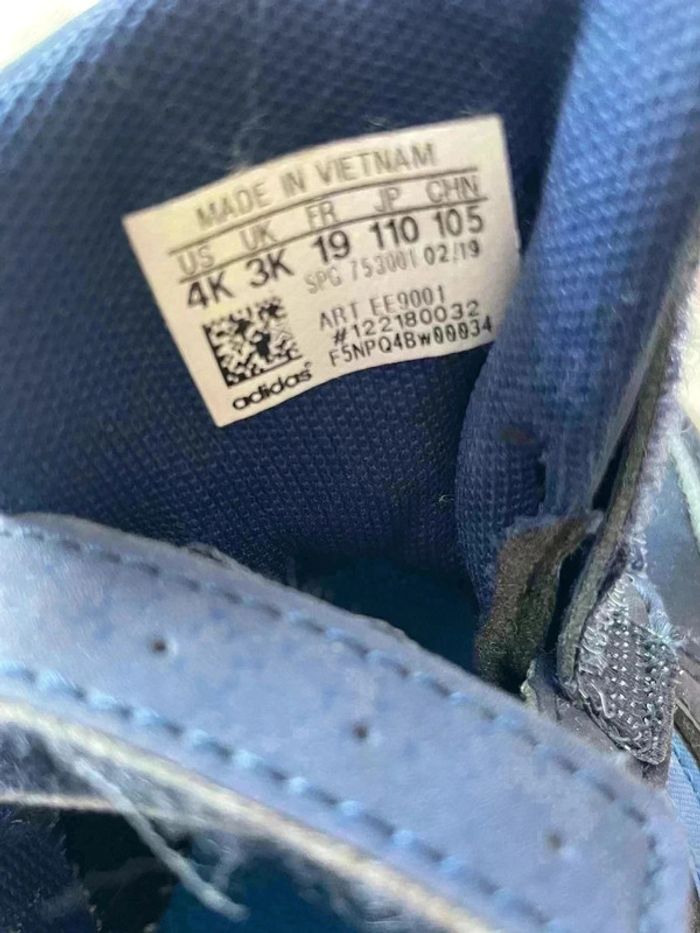 MADE IN VIETNAM
US UK FR JP CHN
4K 3K 19 110 105
SPG 753001 02/19
ART EE9001
#122180032
F5NPQ4Bw00034
adidas